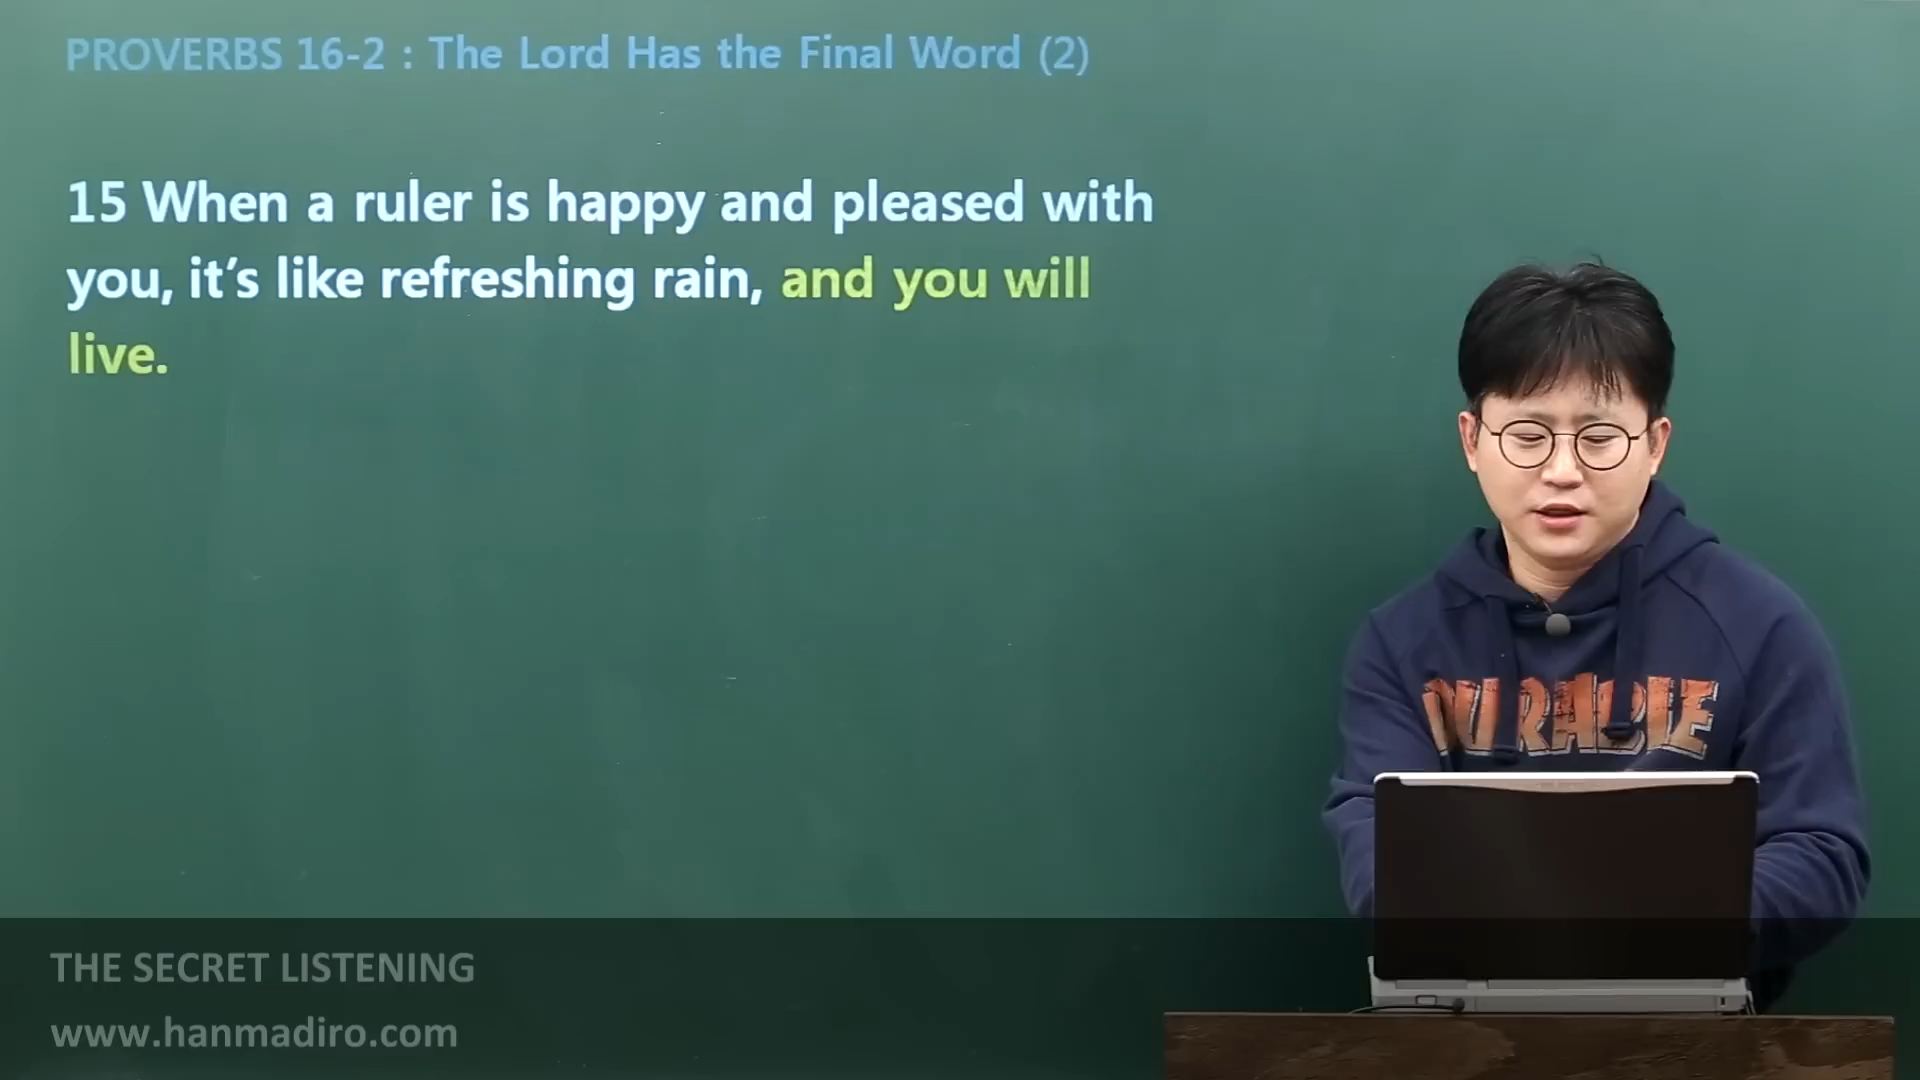 PROVERBS 16-2 : The Lord Has the Final Word (2)
15 When a ruler is happy and pleased with
you, it’s like refreshing rain, and you will
live.
DURABLE
THE SECRET LISTENING
www.hanmadiro.com